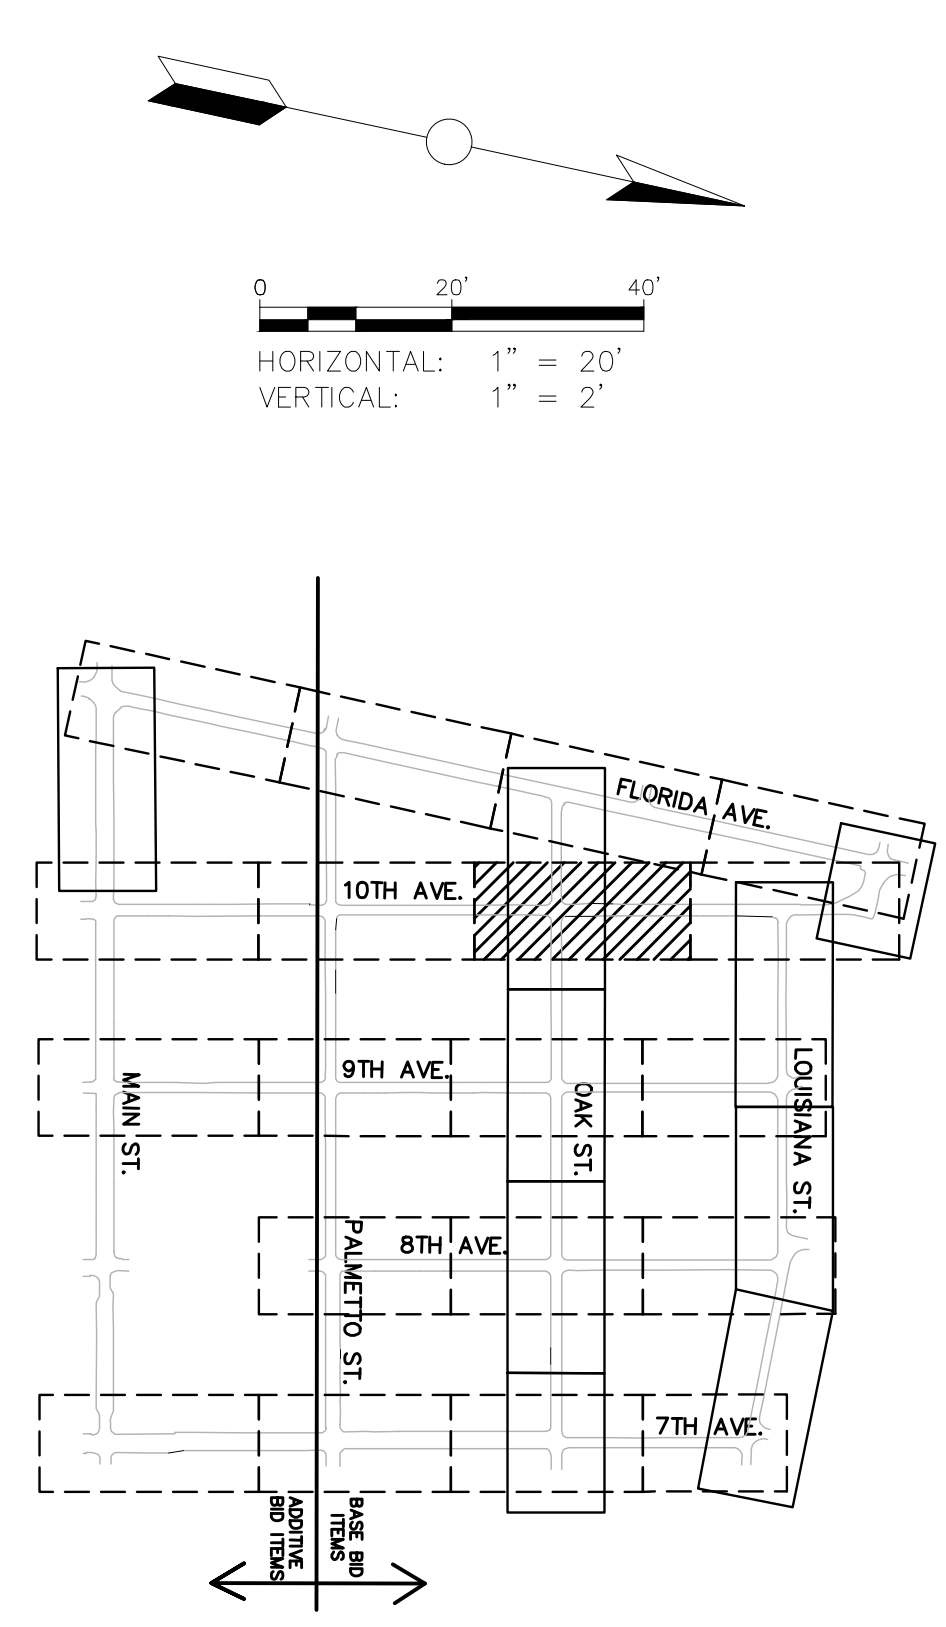 0 20' 40'
HORIZONTAL: 1" = 20'
VERTICAL: 1" = 2'
FLORIDA AVE.
10TH AVE.
9TH AVE.
MAIN ST.
OAK ST.
LOUISIANA ST.
8TH AVE.
PALMETTO ST.
7TH AVE.
ADDITIVE
BID ITEMS
BASE BID
ITEMS